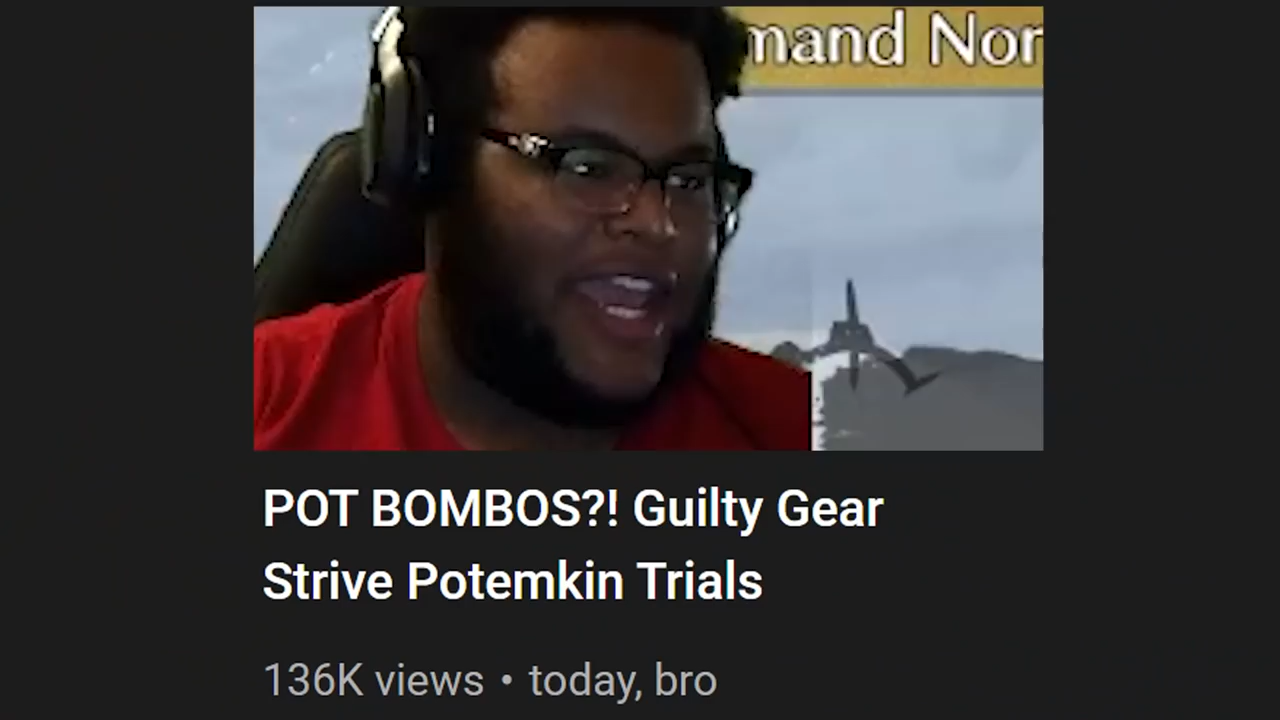 mand Nor
POT BOMBOS?! Guilty Gear
Strive Potemkin Trials
136K views • today, bro